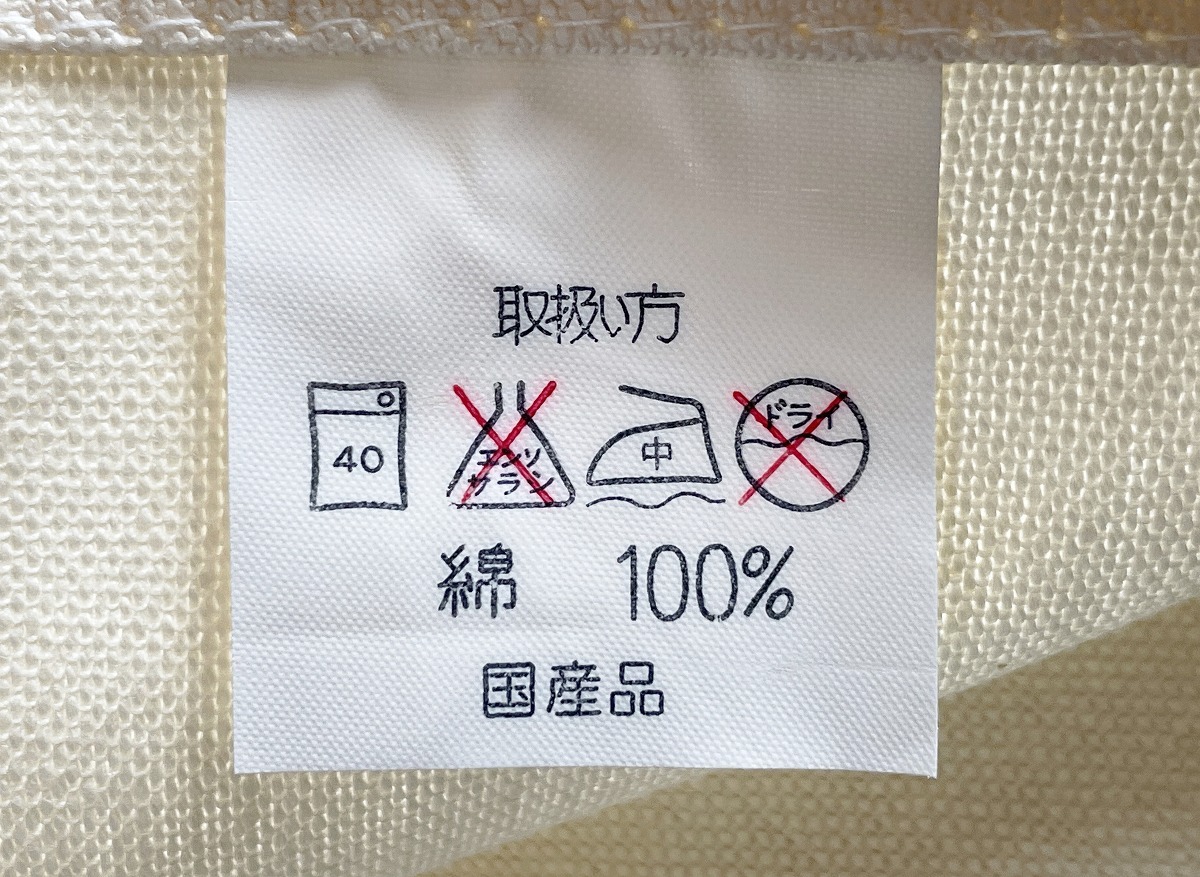 取扱い方
40 エンソサラシ 中 ドライ
綿 100%
国産品